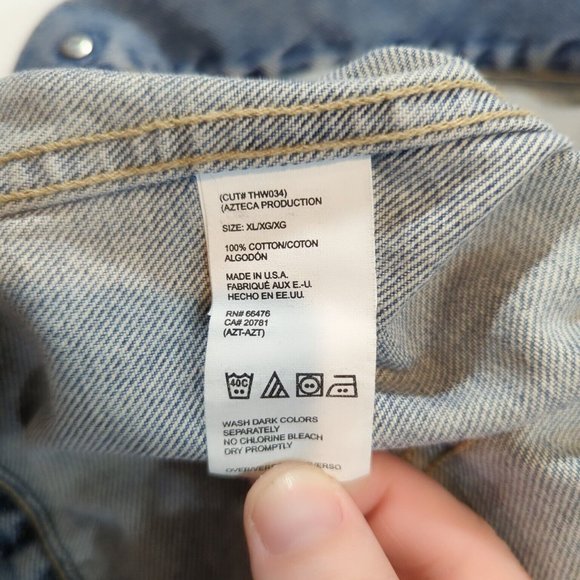 (CUT# THW034)
(AZTECA PRODUCTION
SIZE: XL/XG/XG
100% COTTON/COTON
ALGODÓN
MADE IN U.S.A.
FABRIQUÉ AUX E.-U.
HECHO EN EE.UU.
RN# 66476
CA# 20781
(AZT-AZT)
40C
WASH DARK COLORS
SEPARATELY
NO CHLORINE BLEACH
DRY PROMPTLY